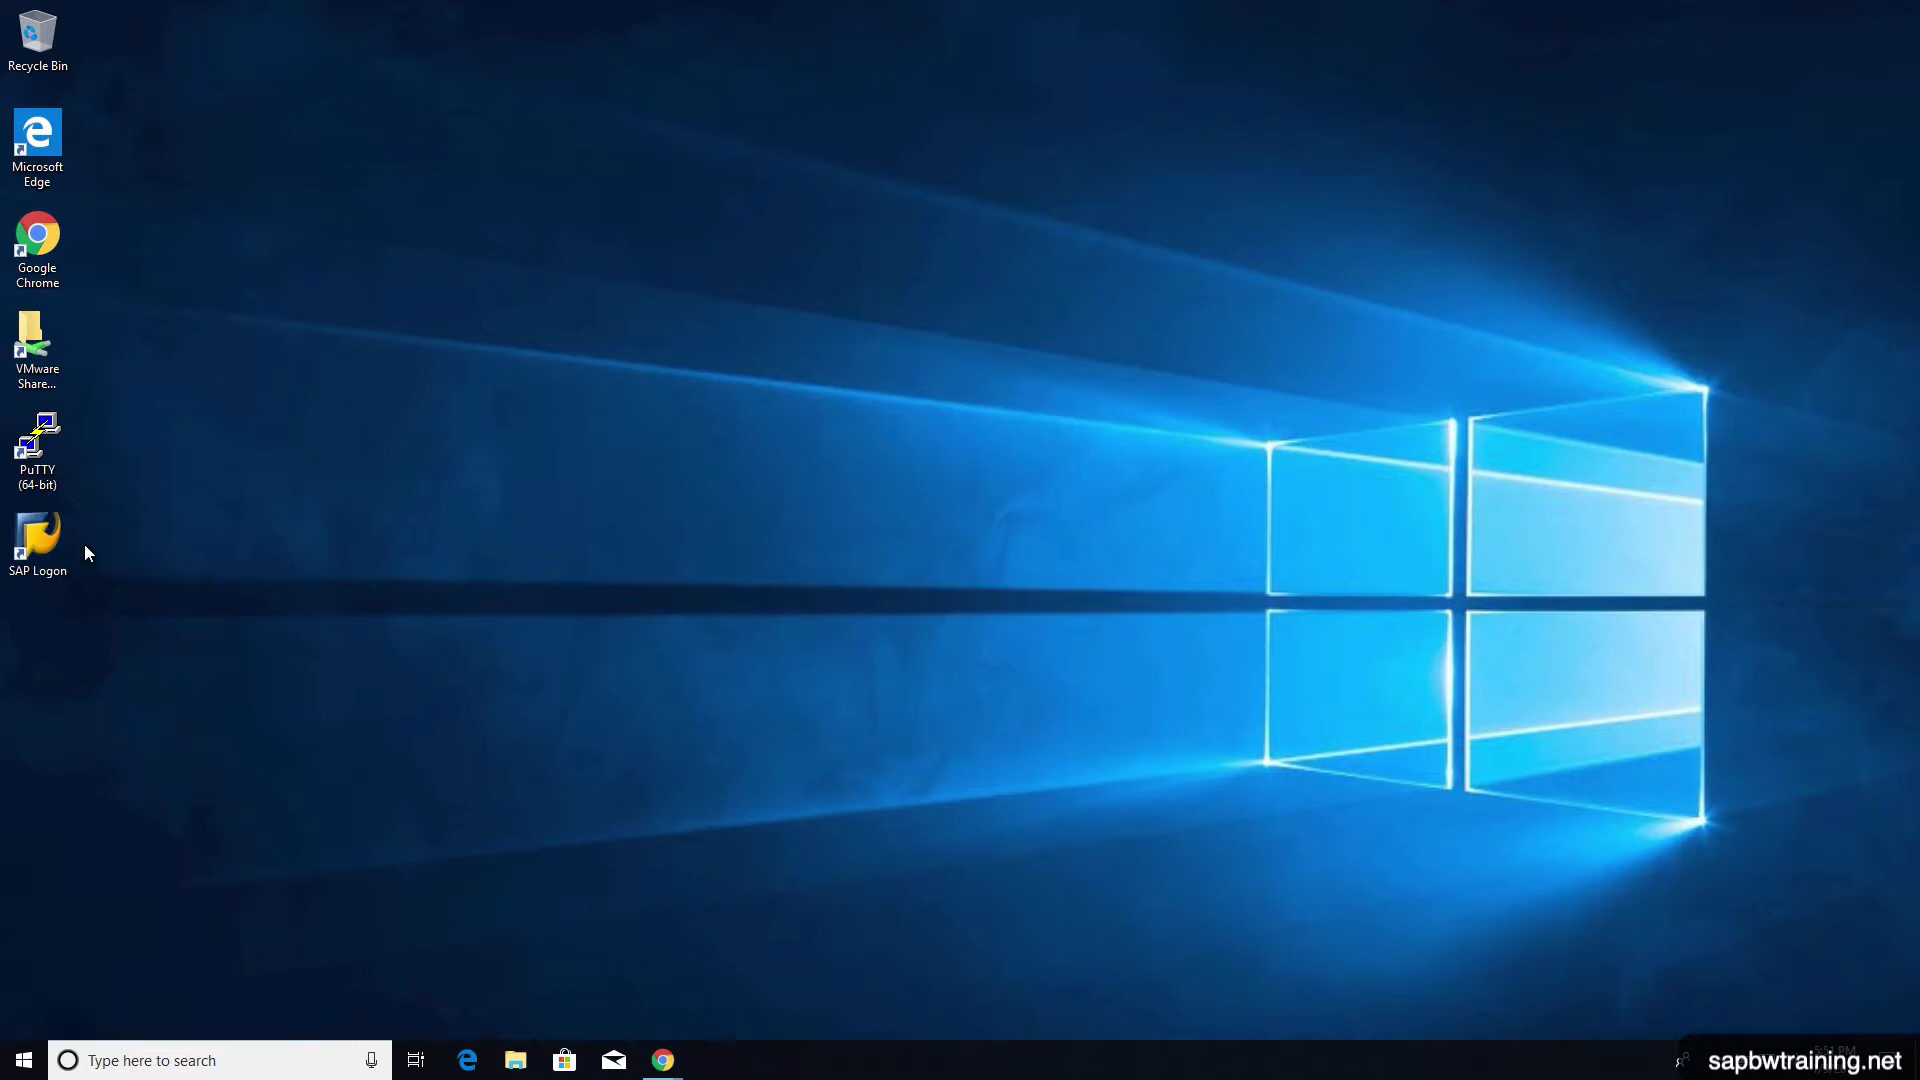 Recycle Bin
Microsoft
Edge
Google
Chrome
VMware
Share...
PuTTY
(64-bit)
SAP Logon
Type here to search
sapbwtraining.net